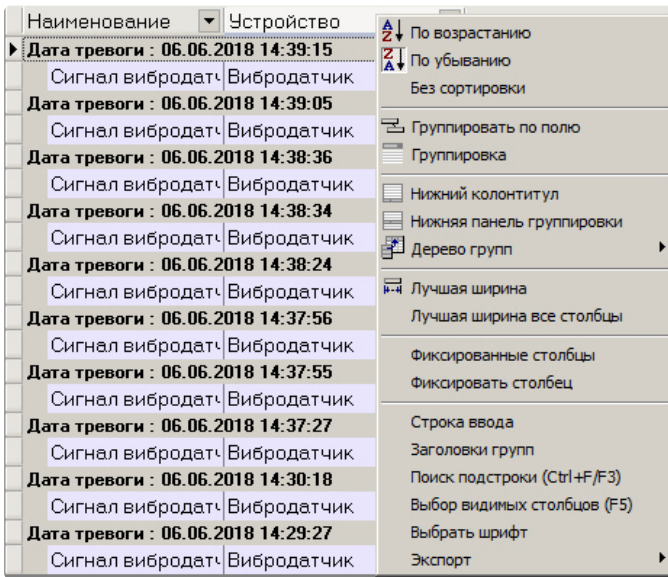 Наименование Устройство
Дата тревоги : 06.06.2018 14:39:15
Сигнал вибродатч Вибродатчик
Дата тревоги : 06.06.2018 14:39:05
Сигнал вибродатч Вибродатчик
Дата тревоги : 06.06.2018 14:38:36
Сигнал вибродатч Вибродатчик
Дата тревоги : 06.06.2018 14:38:34
Сигнал вибродатч Вибродатчик
Дата тревоги : 06.06.2018 14:38:24
Сигнал вибродатч Вибродатчик
Дата тревоги : 06.06.2018 14:37:56
Сигнал вибродатч Вибродатчик
Дата тревоги : 06.06.2018 14:37:55
Сигнал вибродатч Вибродатчик
Дата тревоги : 06.06.2018 14:37:27
Сигнал вибродатч Вибродатчик
Дата тревоги : 06.06.2018 14:30:18
Сигнал вибродатч Вибродатчик
Дата тревоги : 06.06.2018 14:29:27
Сигнал вибродатч Вибродатчик
По возрастанию
По убыванию
Без сортировки
Группировать по полю
Группировка
Нижний колонтитул
Нижняя панель группировки
Дерево групп
Лучшая ширина
Лучшая ширина все столбцы
Фиксированные столбцы
Фиксировать столбец
Строка ввода
Заголовки групп
Поиск подстроки (Ctrl+F/F3)
Выбор видимых столбцов (F5)
Выбрать шрифт
Экспорт